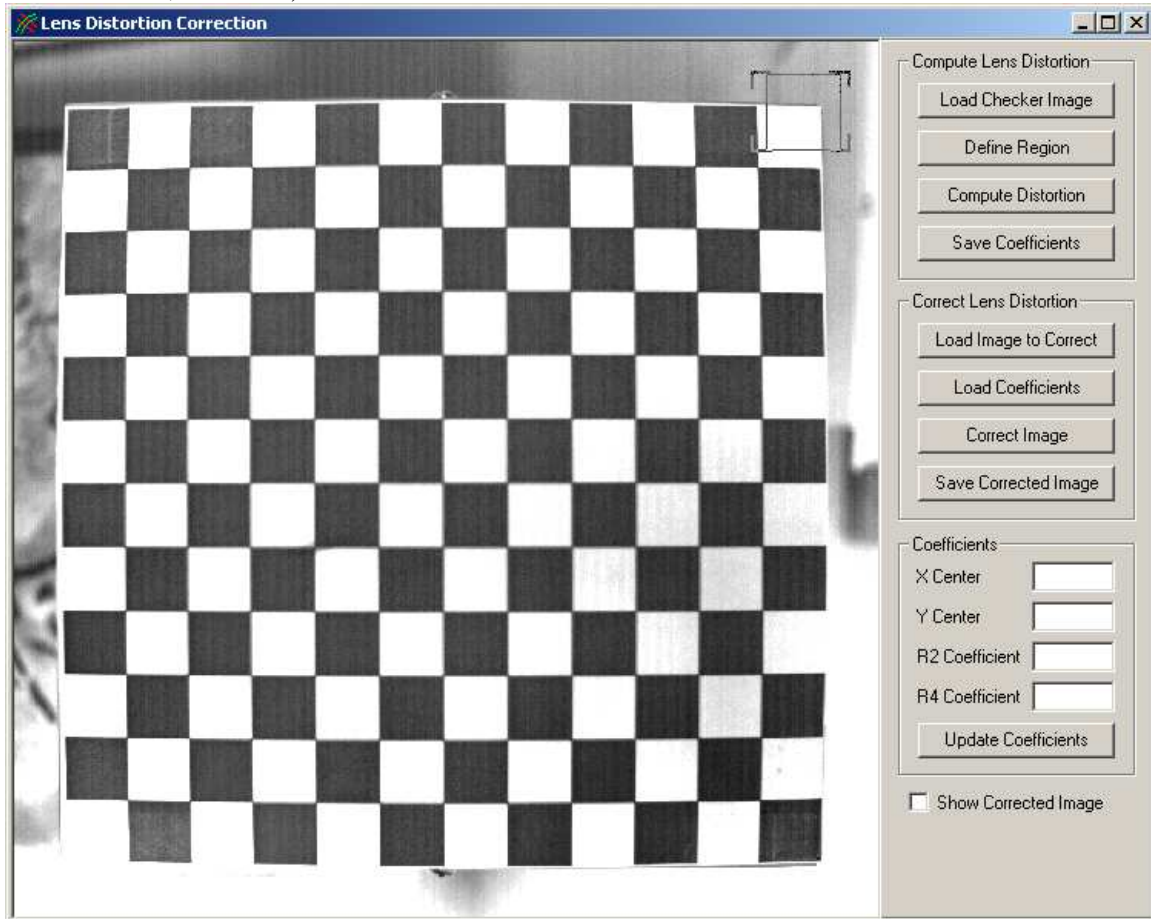 Lens Distortion Correction
Compute Lens Distortion
Load Checker Image
Define Region
Compute Distortion
Save Coefficients
Correct Lens Distortion
Load Image to Correct
Load Coefficients
Correct Image
Save Corrected Image
Coefficients
X Center
Y Center
R2 Coefficient
R4 Coefficient
Update Coefficients
Show Corrected Image